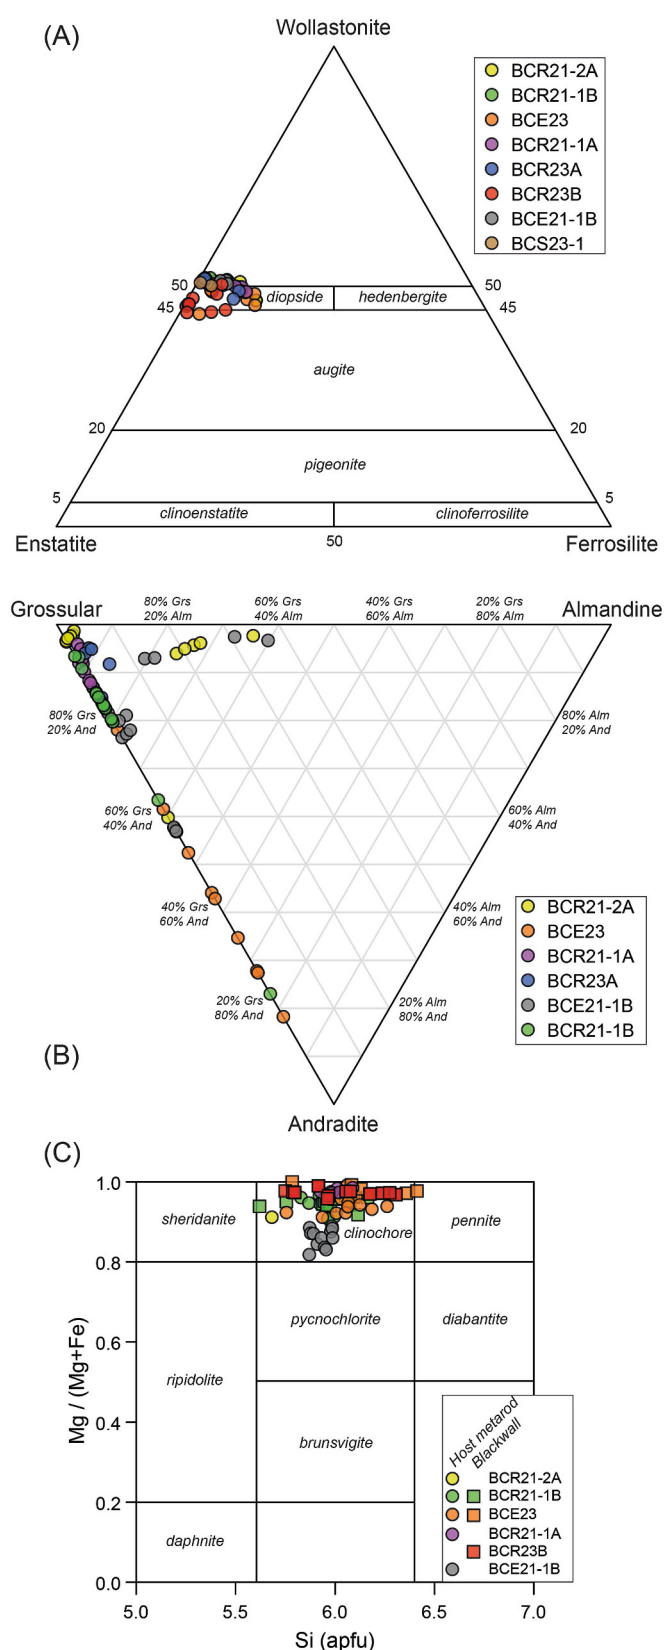 (A)
Wollastonite
BCR21-2A
BCR21-1B
BCE23
BCR21-1A
BCR23A
BCR23B
BCE21-1B
BCS23-1
50
50
45
diopside
hedenbergite
45
augite
20
20
pigeonite
5
5
clinoenstatite
clinoferrosilite
Enstatite
50
Ferrosilite
Grossular
80% Grs
20% Alm
60% Grs
40% Alm
40% Grs
60% Alm
20% Grs
80% Alm
Almandine
80% Grs
20% And
80% Alm
20% And
60% Grs
40% And
60% Alm
40% And
40% Grs
60% And
40% Alm
60% And
BCR21-2A
BCE23
BCR21-1A
BCR23A
BCE21-1B
BCR21-1B
20% Grs
80% And
20% Alm
80% And
(B)
Andradite
(C)
1.0
sheridanite
clinochore
pennite
0.8
pycnochlorite
diabantite
0.6
Mg / (Mg+Fe)
ripidolite
0.4
brunsvigite
0.2
daphnite
0.0
Host metarod
Blackwall
BCR21-2A
BCR21-1B
BCE23
BCR21-1A
BCR23B
BCE21-1B
5.0
5.5
6.0
6.5
7.0
Si (apfu)